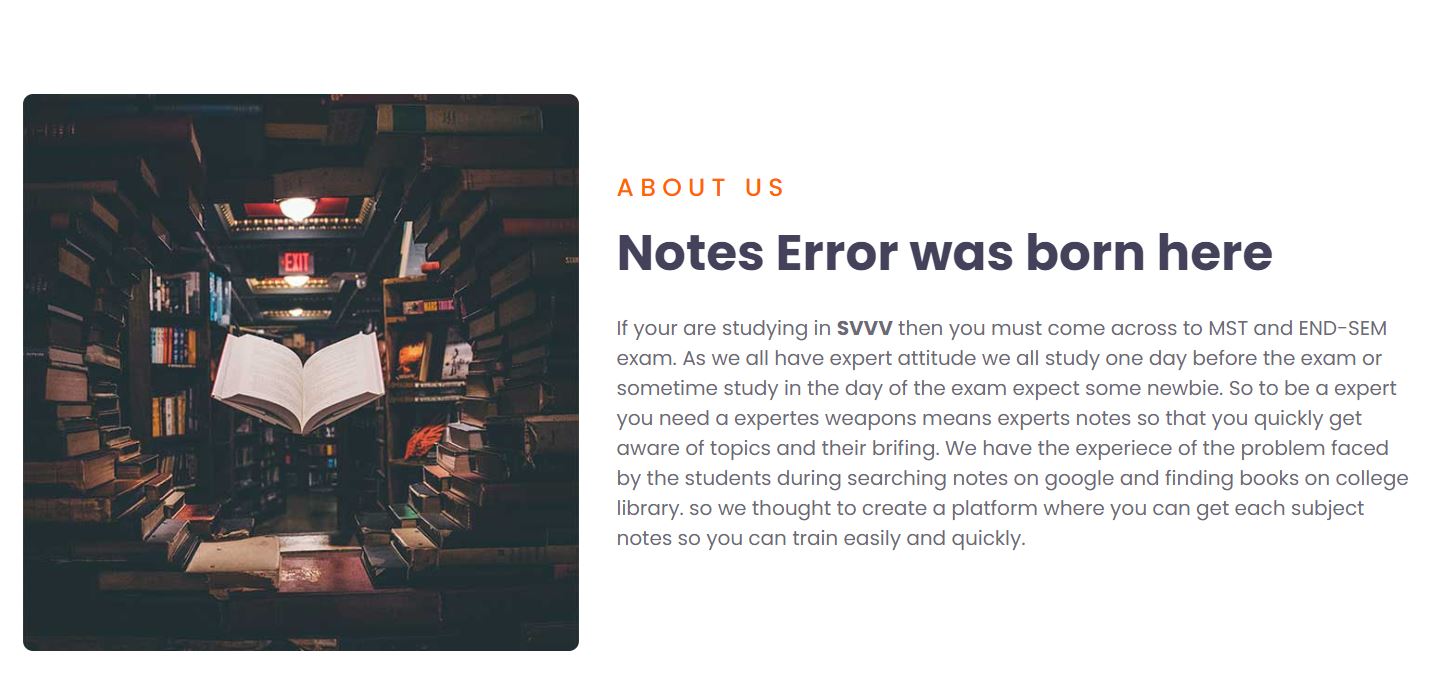 ABOUT US
Notes Error was born here
If your are studying in SVVV then you must come across to MST and END-SEM
exam. As we all have expert attitude we all study one day before the exam or
sometime study in the day of the exam expect some newbie. So to be a expert
you need a expertes weapons means experts notes so that you quickly get
aware of topics and their brifing. We have the experiece of the problem faced
by the students during searching notes on google and finding books on college
library. so we thought to create a platform where you can get each subject
notes so you can train easily and quickly.
EXIT